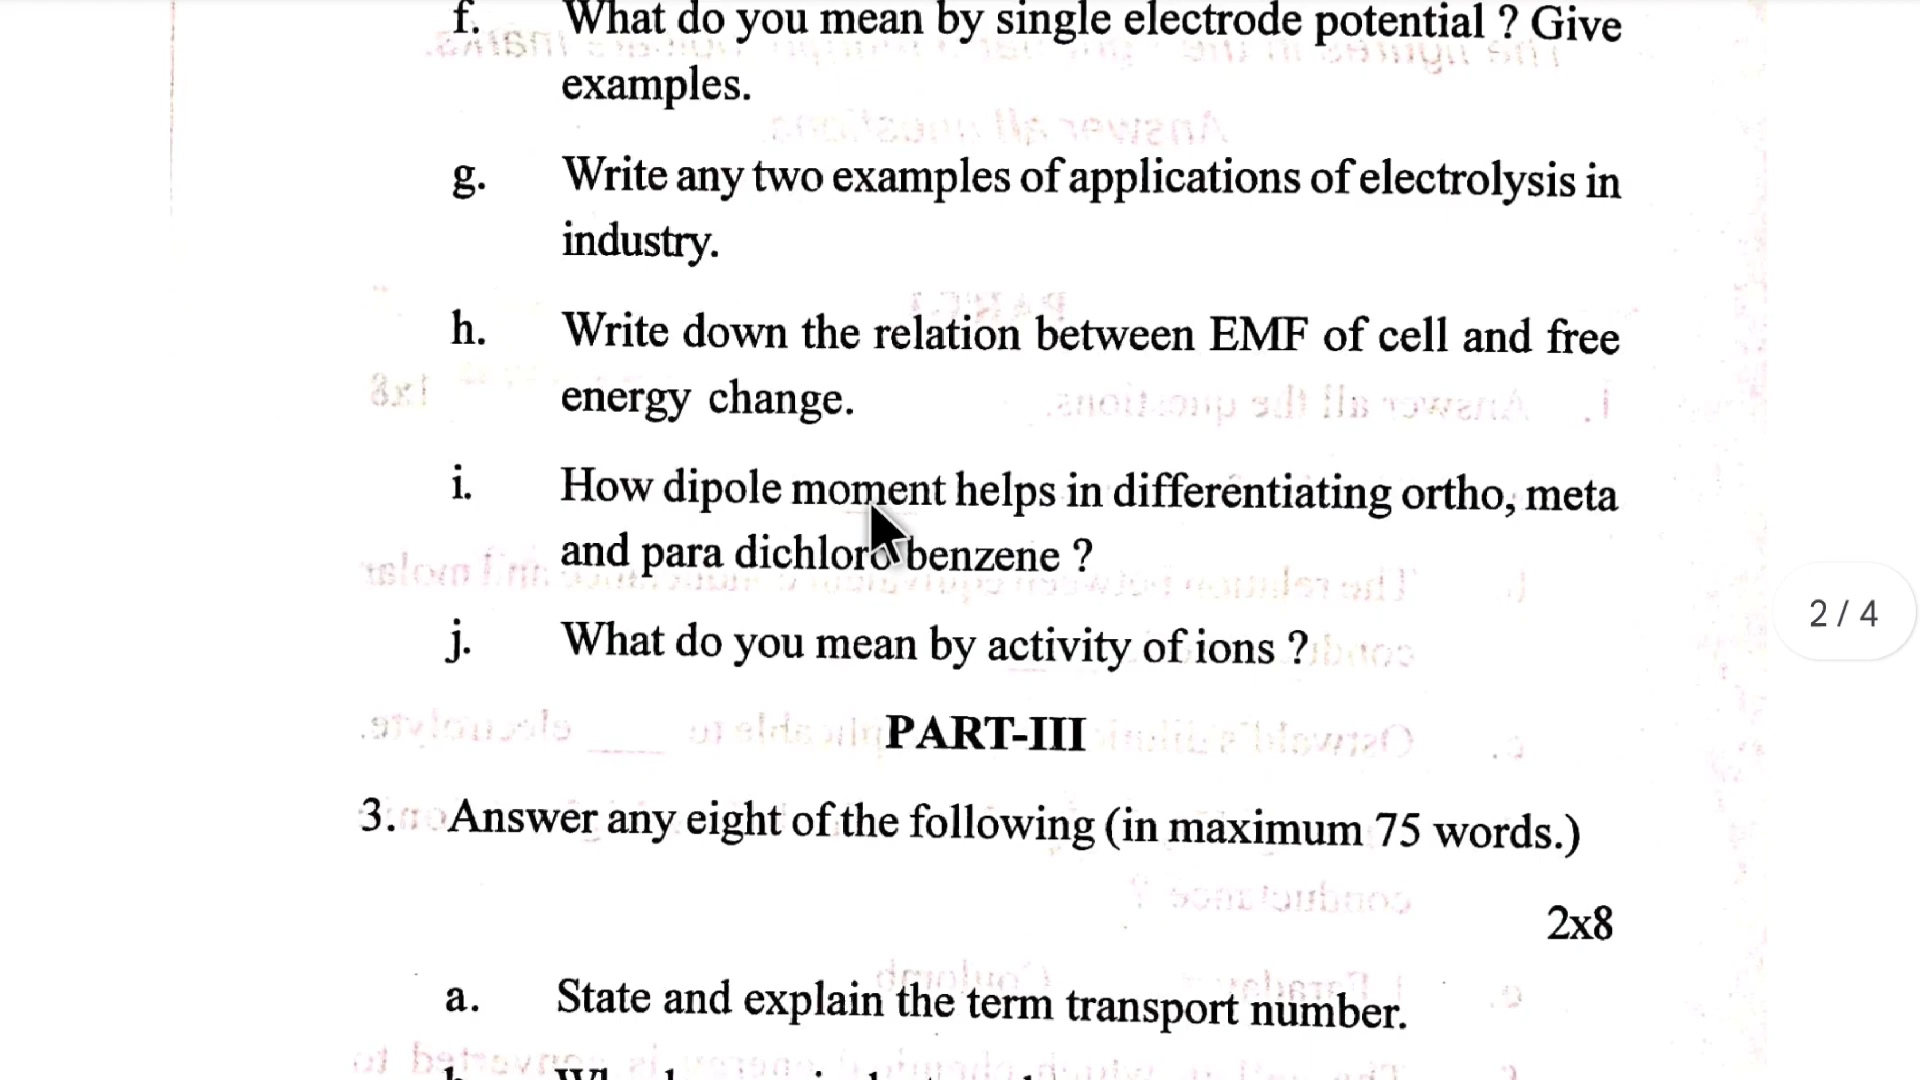 f. What do you mean by single electrode potential ? Give
examples.
g. Write any two examples of applications of electrolysis in
industry.
h. Write down the relation between EMF of cell and free
energy change.
i. How dipole moment helps in differentiating ortho, meta
and para dichloro benzene ?
j. What do you mean by activity of ions ?
2 / 4
PART-III
3. Answer any eight of the following (in maximum 75 words.)
2x8
a. State and explain the term transport number.